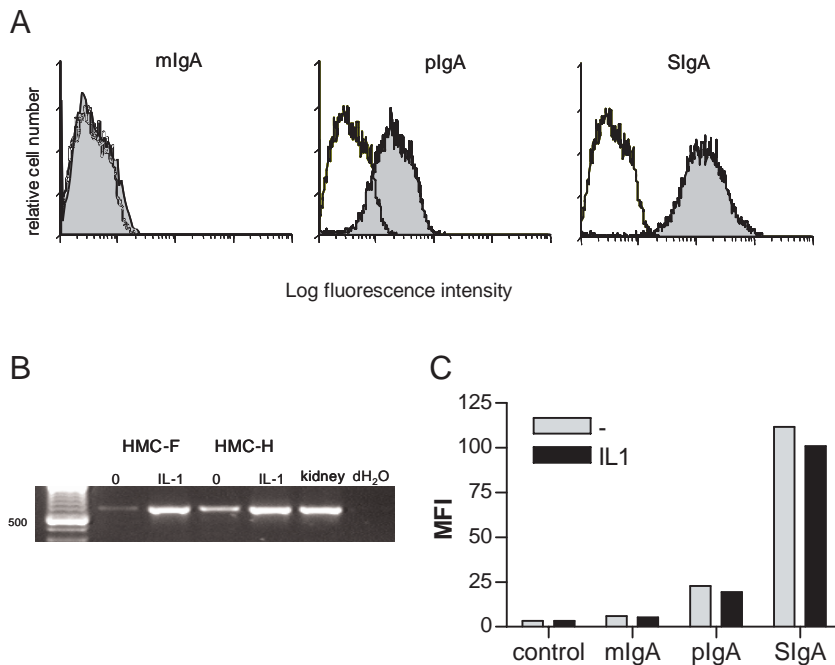 A
mIgA pIgA SIgA
relative cell number
Log fluorescence intensity
B
HMC-F HMC-H
0 IL-1 0 IL-1 kidney dH2O
500
C
125
100
75
50
25
0
MFI
-
IL1
control mIgA pIgA SIgA